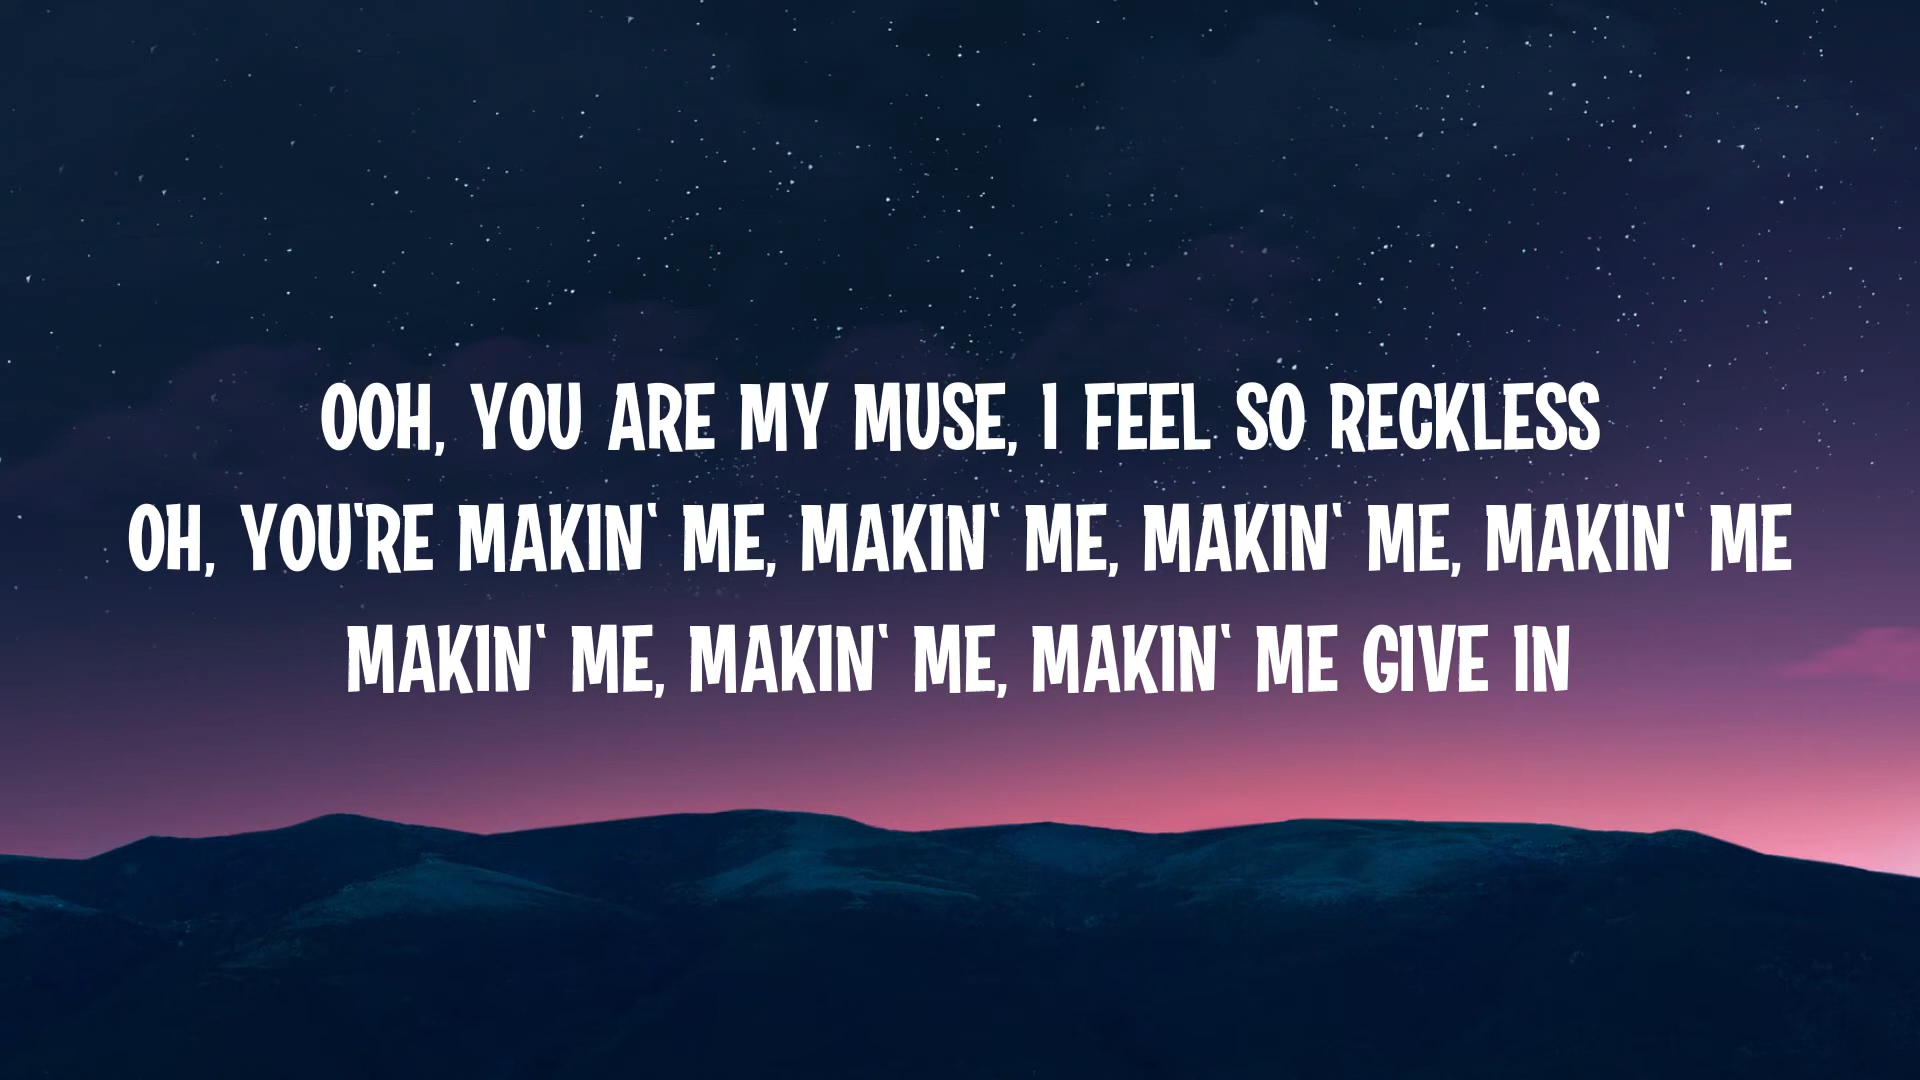 OOH, YOU ARE MY MUSE, I FEEL SO RECKLESS
OH, YOU'RE MAKIN' ME, MAKIN' ME, MAKIN' ME, MAKIN' ME
MAKIN' ME, MAKIN' ME, MAKIN' ME GIVE IN